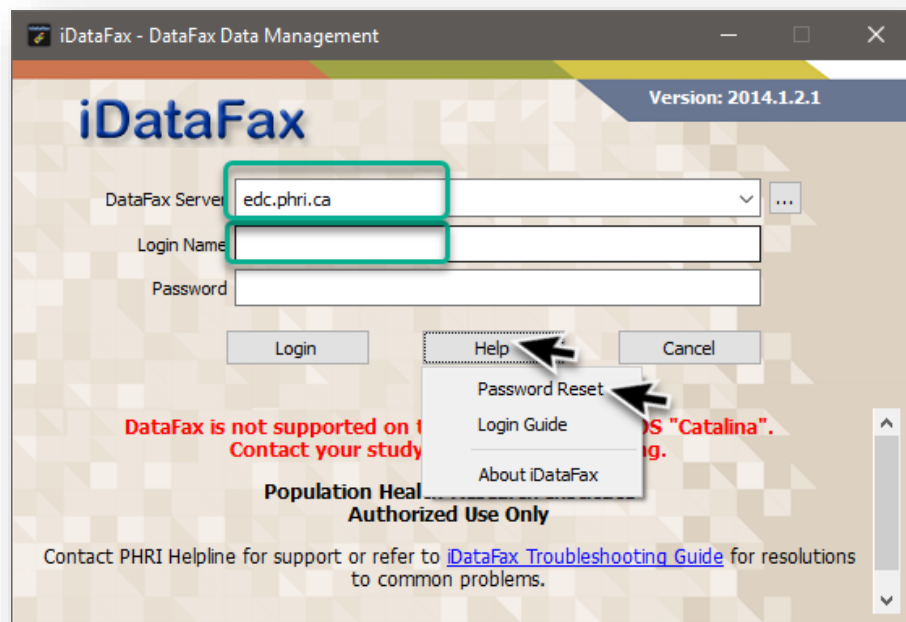 iDataFax - DataFax Data Management
Version: 2014.1.2.1
iDataFax
DataFax Server edc.phri.ca ...
Login Name
Password
Login Help Cancel
Password Reset
Login Guide
About iDataFax
DataFax is not supported on OS "Catalina".
Contact your study
Population
Authorized Use Only
Contact PHRI Helpline for support or refer to iDataFax Troubleshooting Guide for resolutions
to common problems.